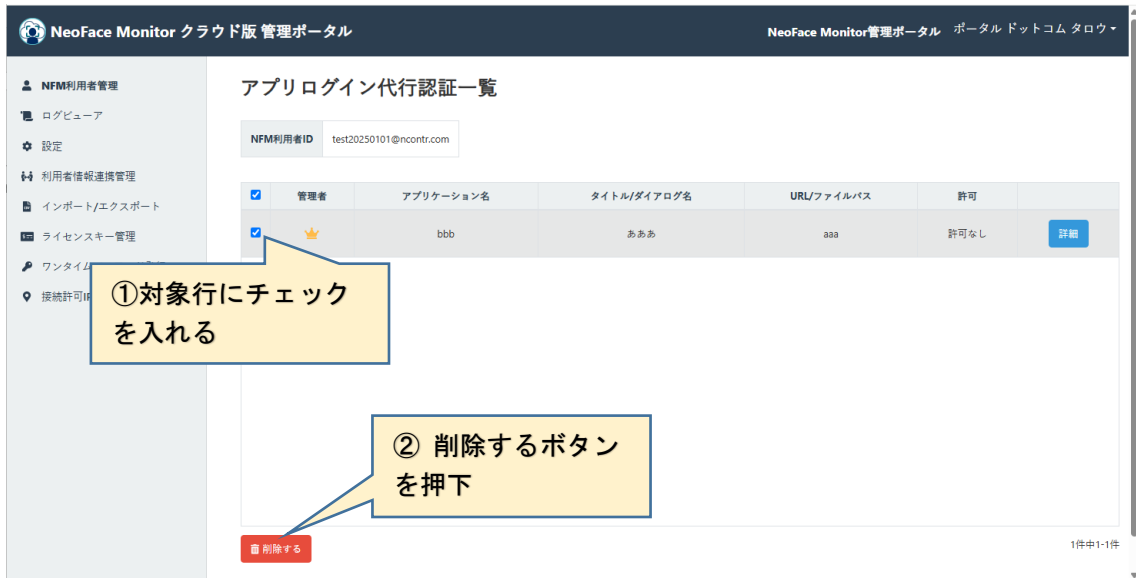 NeoFace Monitor クラウド版 管理ポータル
NeoFace Monitor管理ポータル ポータル ドットコム タロウ
NFM利用者管理
ログビューア
設定
利用者情報連携管理
インポート/エクスポート
ライセンスキー管理
ワンタイム
接続許可IP
アプリログイン代行認証一覧
NFM利用者ID test20250101@ncontr.com
管理者 アプリケーション名 タイトル/ダイアログ名 URL/ファイルパス 許可
bbb あああ aaa 許可なし 詳細
①対象行にチェック
を入れる
② 削除するボタン
を押下
削除する
1件中1-1件